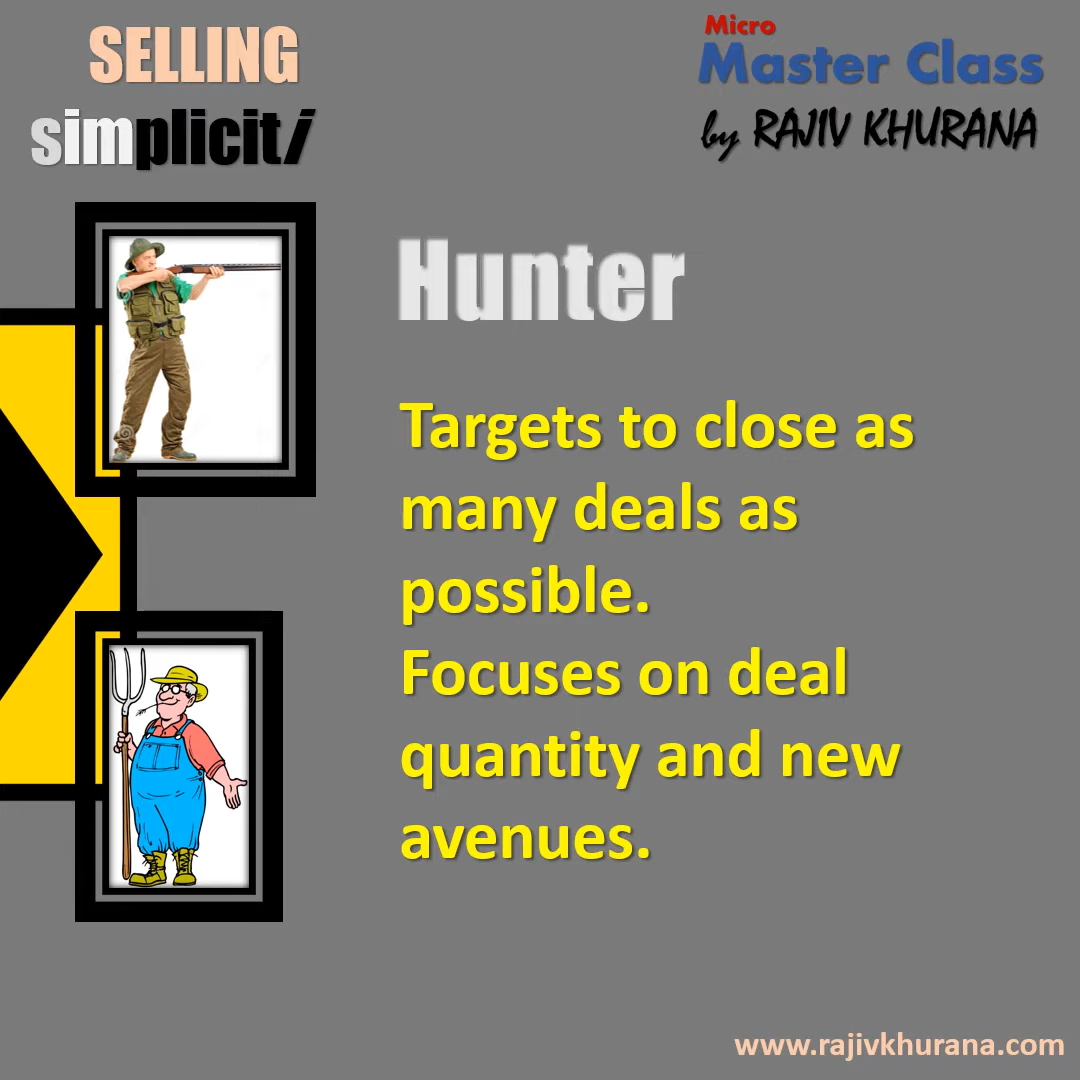 SELLING
simpliciti
Micro
Master Class
by RAJIV KHURANA
Hunter
Targets to close as
many deals as
possible.
Focuses on deal
quantity and new
avenues.
www.rajivkhurana.com